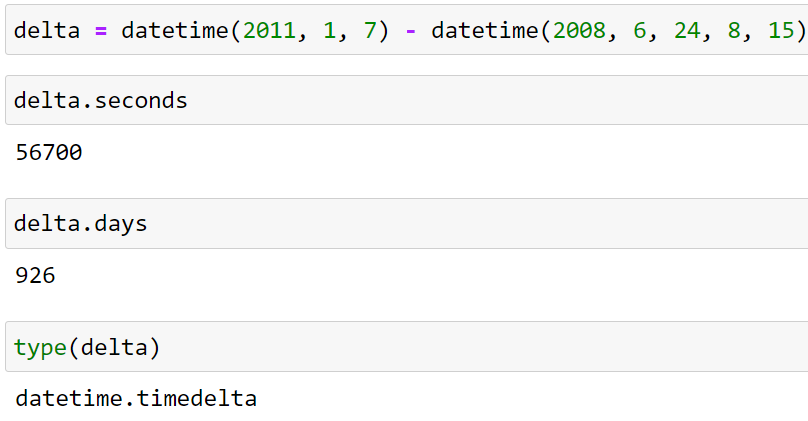 delta = datetime(2011, 1, 7) - datetime(2008, 6, 24, 8, 15)
delta.seconds
56700
delta.days
926
type(delta)
datetime.timedelta